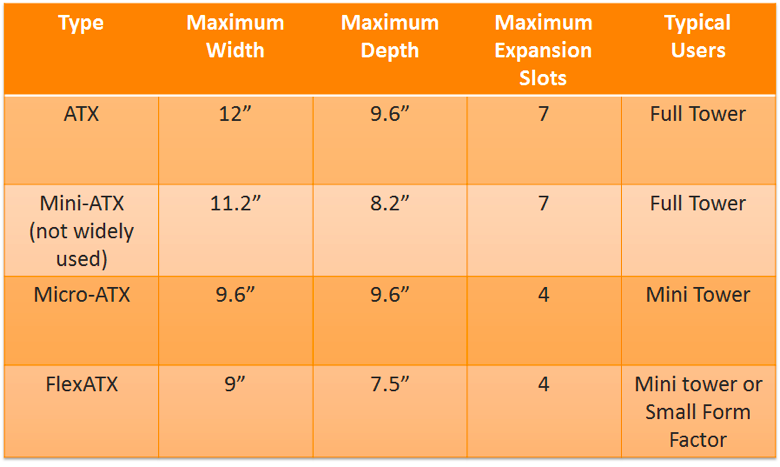 Type Maximum Width Maximum Depth Maximum Expansion Slots Typical Users
ATX 12” 9.6” 7 Full Tower
Mini-ATX (not widely used) 11.2” 8.2” 7 Full Tower
Micro-ATX 9.6” 9.6” 4 Mini Tower
FlexATX 9” 7.5” 4 Mini tower or Small Form Factor